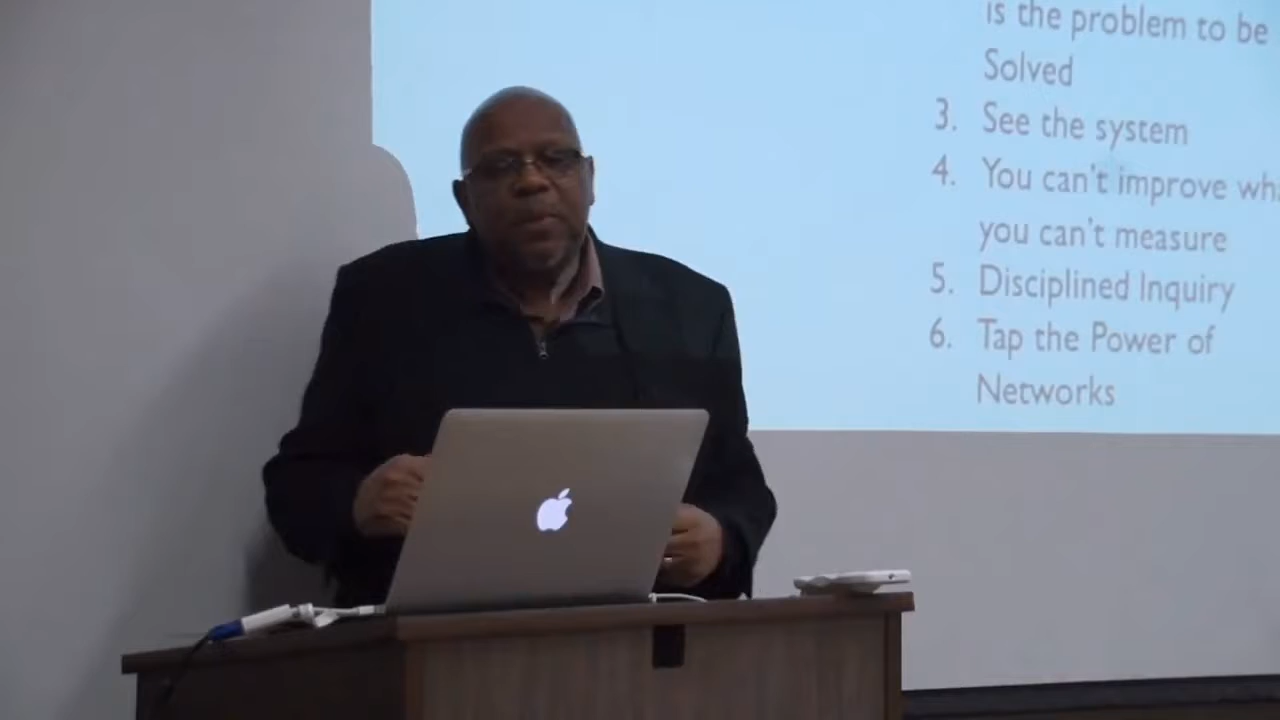 is the problem to be
Solved
3. See the system
4. You can't improve wha
you can't measure
5. Disciplined Inquiry
6. Tap the Power of
Networks